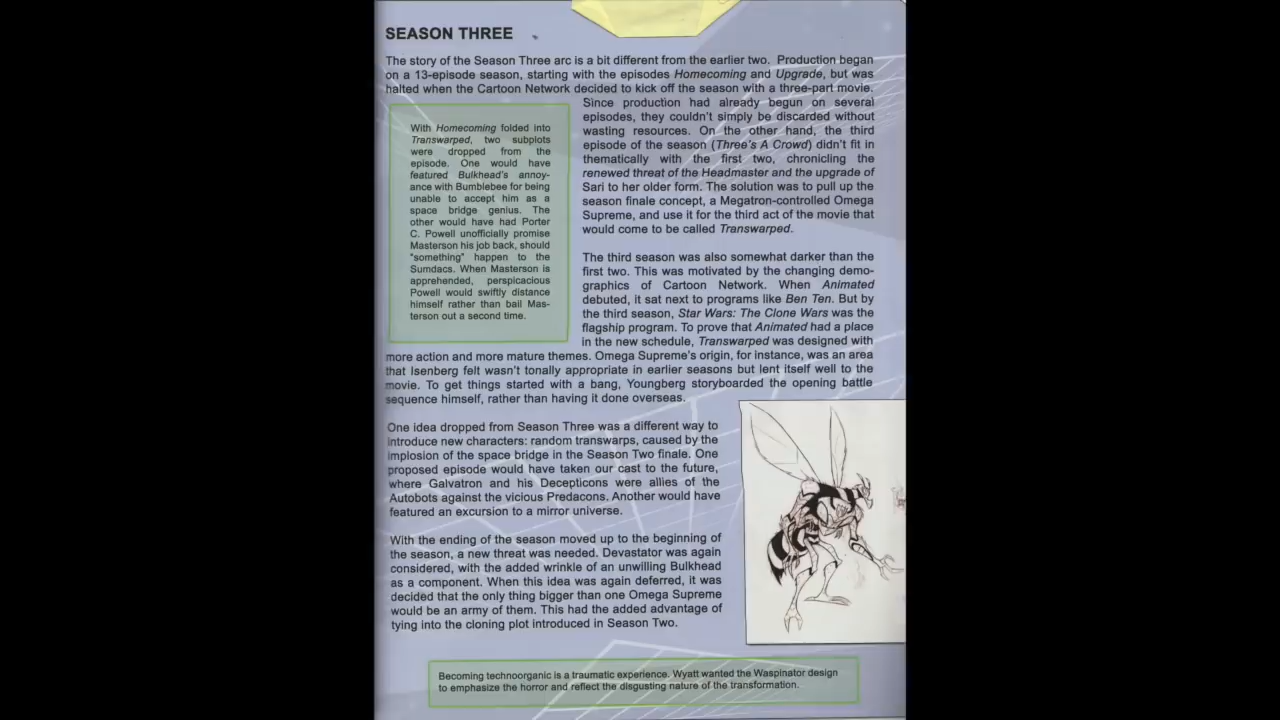 SEASON THREE
The story of the Season Three arc is a bit different from the earlier two. Production began
on a 13-episode season, starting with the episodes Homecoming and Upgrade, but was
halted when the Cartoon Network decided to kick off the season with a three-part movie.
Since production had already begun on several
episodes, they couldn't simply be discarded without
wasting resources. On the other hand, the third
episode of the season (Three's A Crowd) didn't fit in
thematically with the first two, chronicling the
renewed threat of the Headmaster and the upgrade of
Sari to her older form. The solution was to pull up the
season finale concept, a Megatron-controlled Omega
Supreme, and use it for the third act of the movie that
would come to be called Transwarped.
With Homecoming folded into
Transwarped, two subplots
were dropped from the
episode. One would have
featured Bulkhead's annoy-
ance with Bumblebee for being
unable to accept him as a
space bridge genius. The
other would have had Porter
C. Powell unofficially promise
Masterson his job back, should
"something" happen to the
Sumdacs. When Masterson is
apprehended, perspicacious
Powell would swiftly distance
himself rather than bail Mas-
terson out a second time.
The third season was also somewhat darker than the
first two. This was motivated by the changing demo-
graphics of Cartoon Network. When Animated
debuted, it sat next to programs like Ben Ten. But by
the third season, Star Wars: The Clone Wars was the
flagship program. To prove that Animated had a place
in the new schedule, Transwarped was designed with
more action and more mature themes. Omega Supreme's origin, for instance, was an area
that Isenberg felt wasn't tonally appropriate in earlier seasons but lent itself well to the
movie. To get things started with a bang, Youngberg storyboarded the opening battle
sequence himself, rather than having it done overseas.
One idea dropped from Season Three was a different way to
introduce new characters: random transwarps, caused by the
implosion of the space bridge in the Season Two finale. One
proposed episode would have taken our cast to the future,
where Galvatron and his Decepticons were allies of the
Autobots against the vicious Predacons. Another would have
featured an excursion to a mirror universe.
With the ending of the season moved up to the beginning of
the season, a new threat was needed. Devastator was again
considered, with the added wrinkle of an unwilling Bulkhead
as a component. When this idea was again deferred, it was
decided that the only thing bigger than one Omega Supreme
would be an army of them. This had the added advantage of
tying into the cloning plot introduced in Season Two.
Becoming technoorganic is a traumatic experience. Wyatt wanted the Waspinator design
to emphasize the horror and reflect the disgusting nature of the transformation.